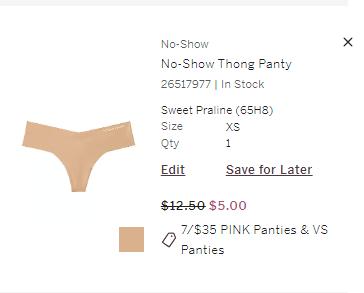 No-Show
No-Show Thong Panty
26517977 | In Stock
Sweet Praline (65H8)
Size XS
Qty 1
Edit Save for Later
$12.50 $5.00
7/$35 PINK Panties & VS
Panties